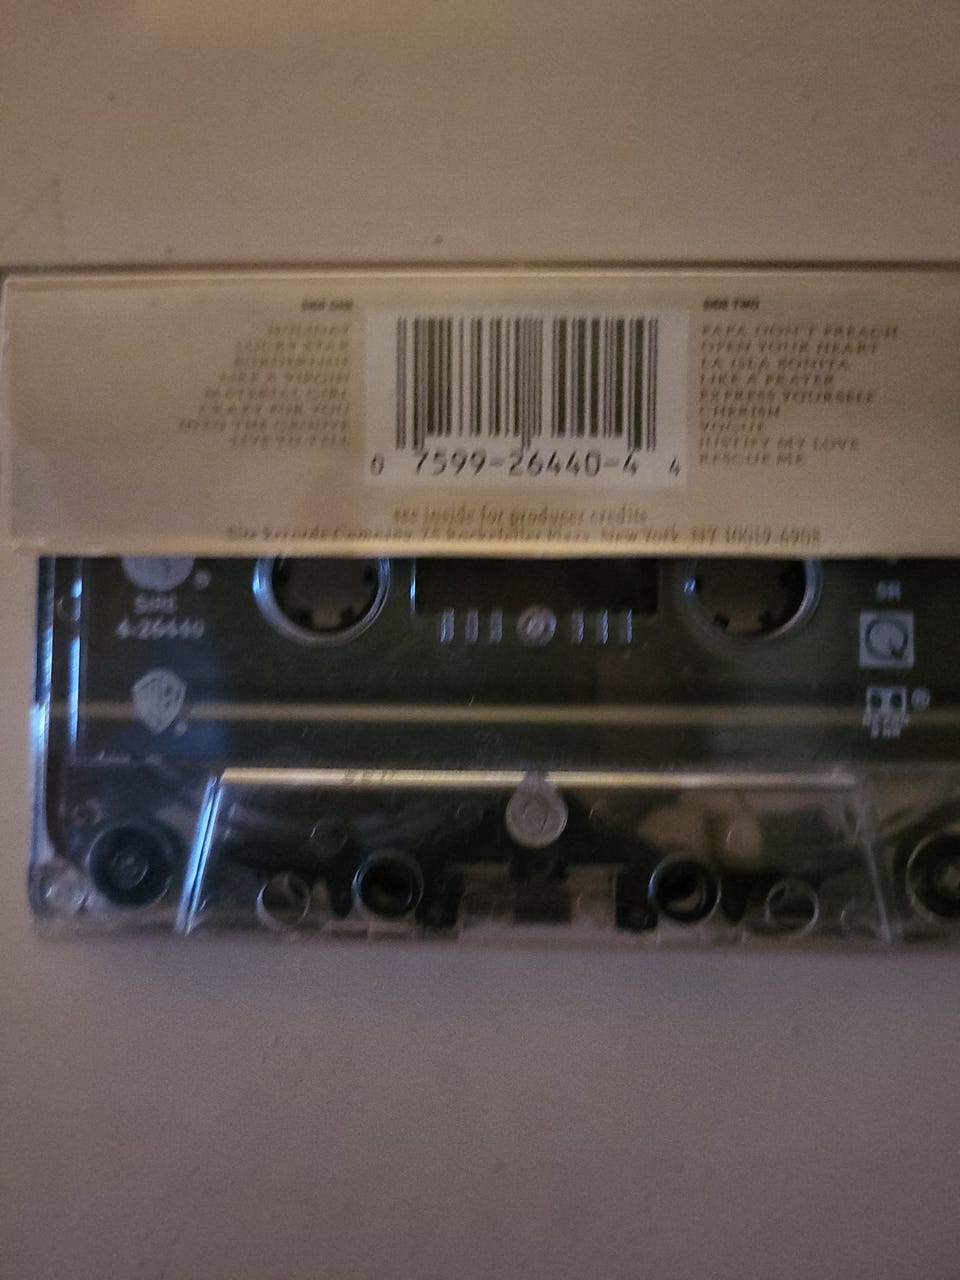 SIDE ONE
HOLIDAY
LUCKY STAR
BORDERLINE
LIKE A VIRGIN
MATERIAL GIRL
CRAZY FOR YOU
INTO THE GROOVE
LIVE TO TELL
0 7599-26440-4 4
SIDE TWO
PAPA DON'T PREACH
OPEN YOUR HEART
LA ISLA BONITA
LIKE A PRAYER
EXPRESS YOURSELF
CHERISH
VOGUE
JUSTIFY MY LOVE
RESCUE ME
see inside for producer credits
Sire Records Company, 75 Rockefeller Plaza, New York, NY 10019-6908
SIRE
4-26440
SR